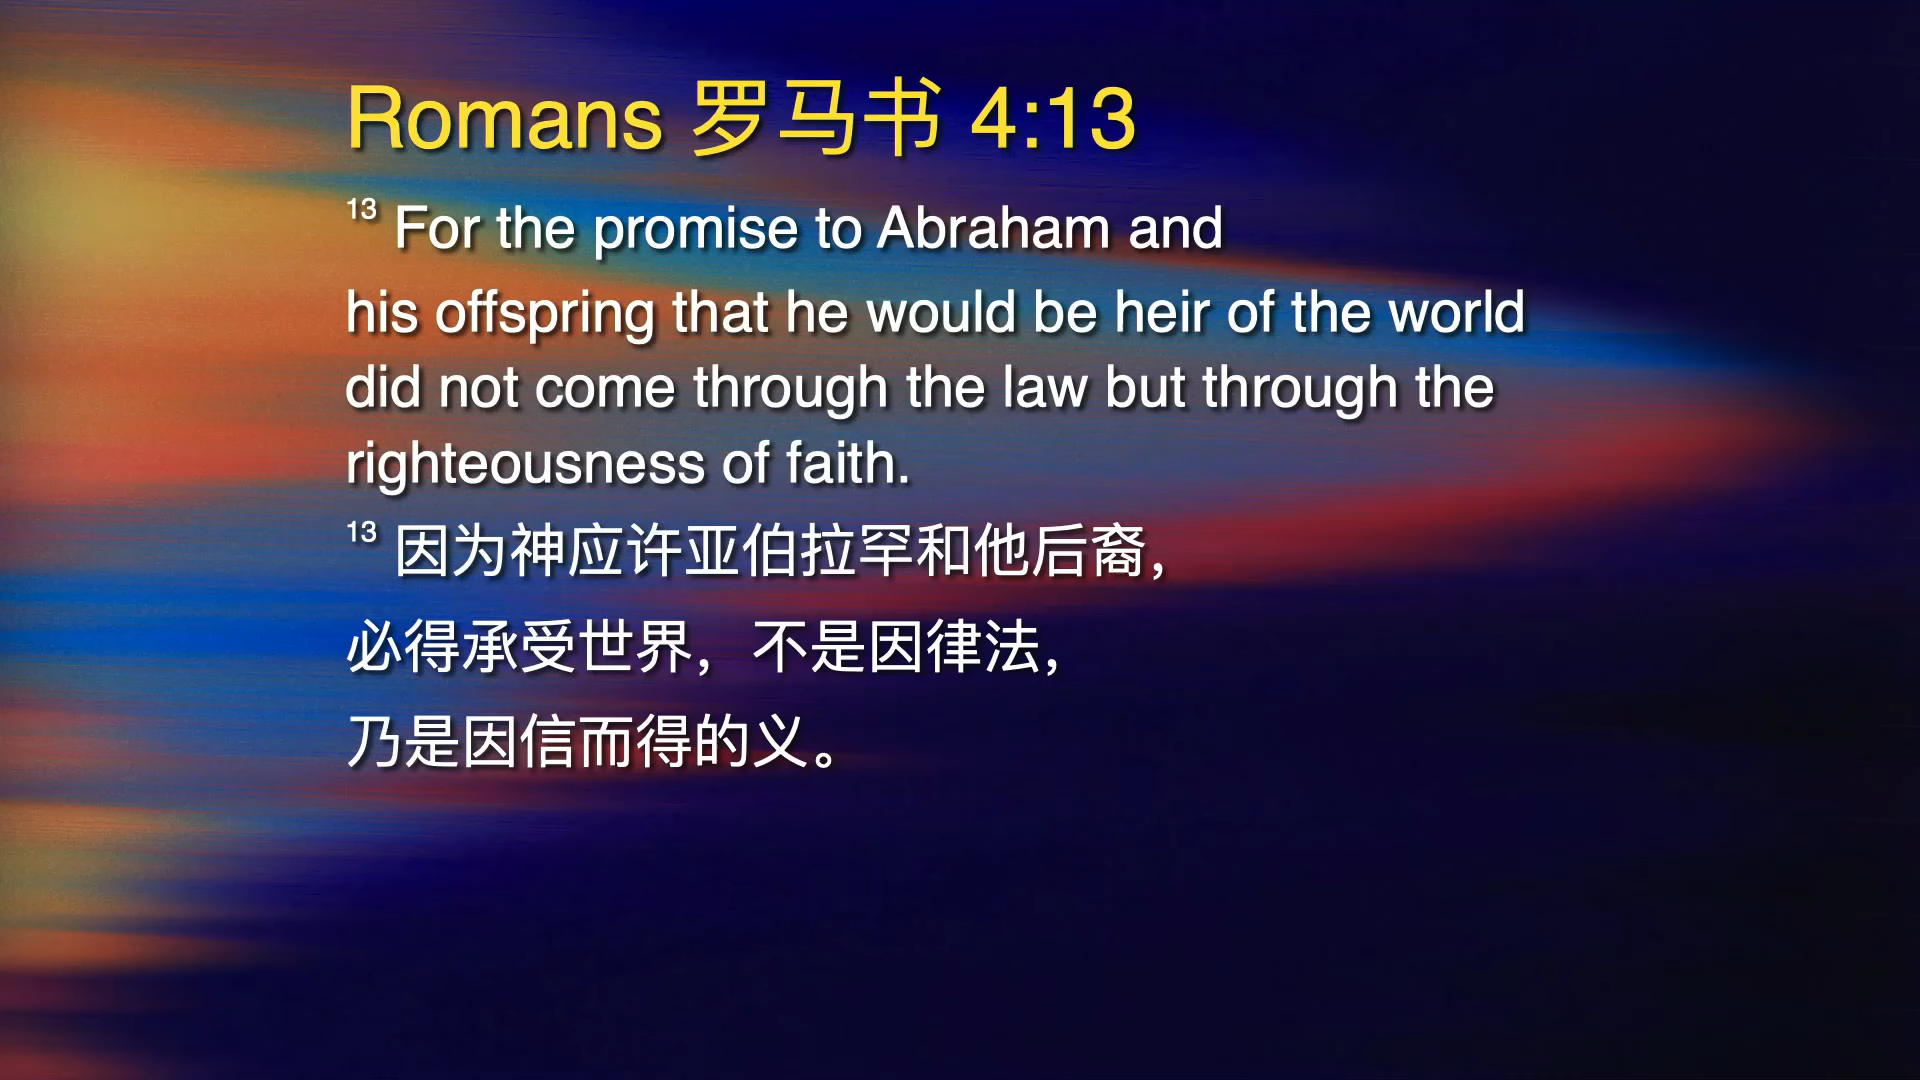 Romans 罗马书 4:13
13 For the promise to Abraham and
his offspring that he would be heir of the world
did not come through the law but through the
righteousness of faith.
13 因为神应许亚伯拉罕和他后裔，
必得承受世界，不是因律法，
乃是因信而得的义。